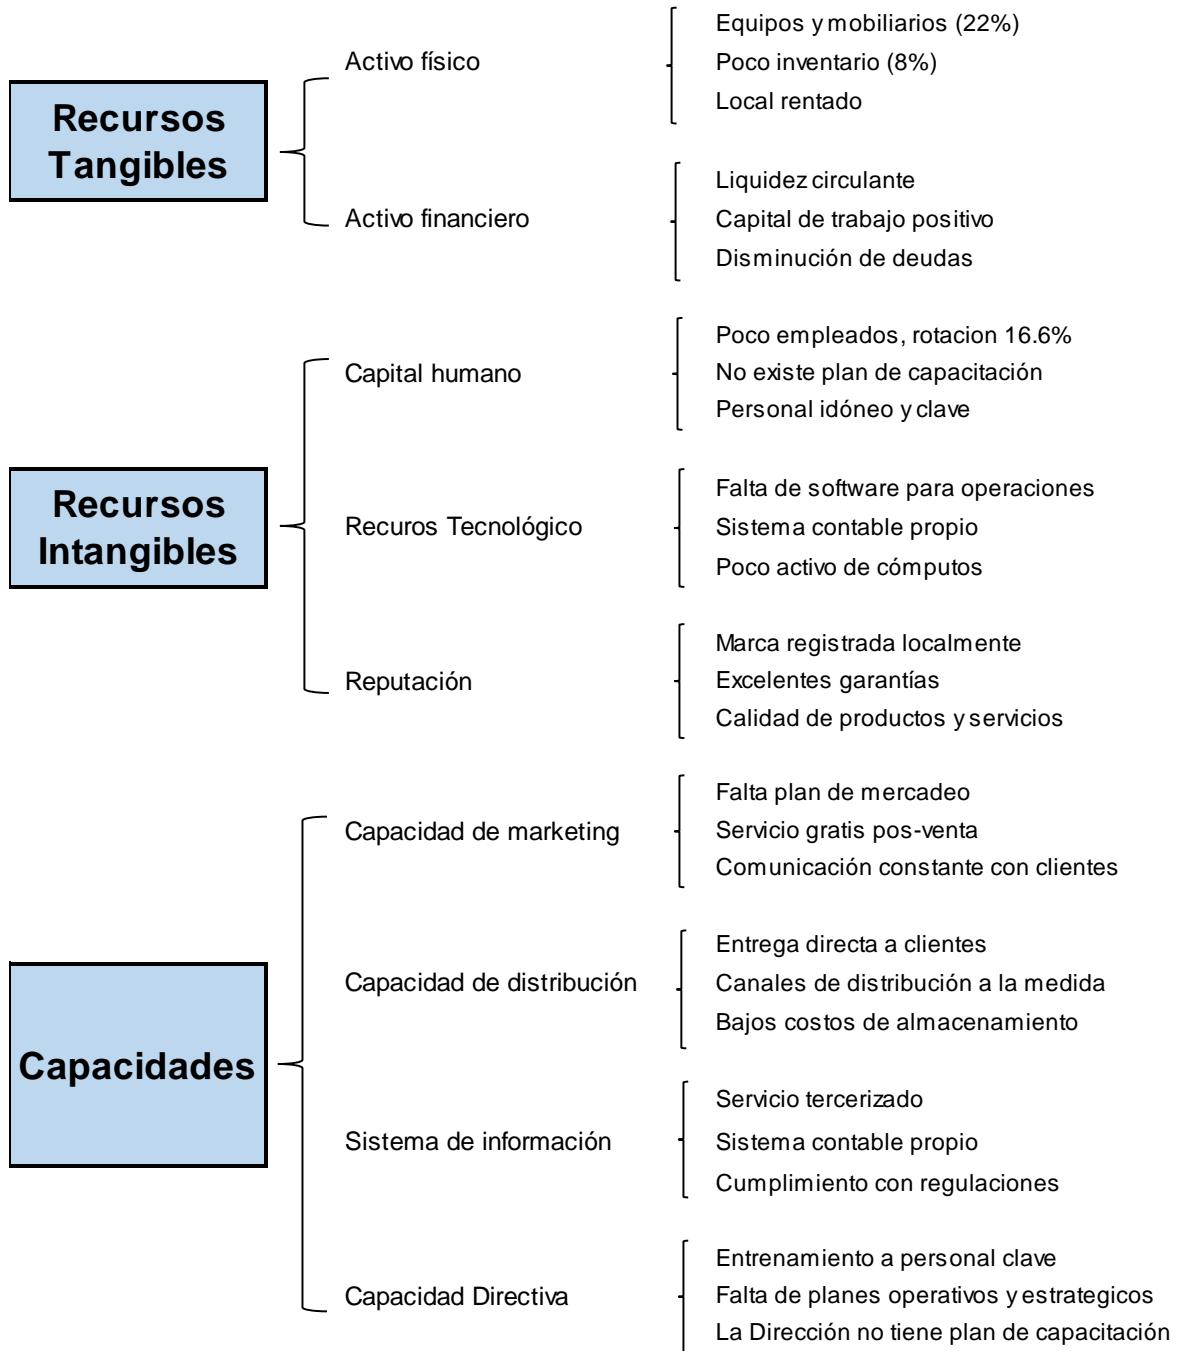 Recursos
Tangibles
Activo físico
Equipos y mobiliarios (22%)
Poco inventario (8%)
Local rentado
Activo financiero
Liquidez circulante
Capital de trabajo positivo
Disminución de deudas
Recursos
Intangibles
Capital humano
Poco empleados, rotacion 16.6%
No existe plan de capacitación
Personal idóneo y clave
Recuros Tecnológico
Falta de software para operaciones
Sistema contable propio
Poco activo de cómputos
Reputación
Marca registrada localmente
Excelentes garantías
Calidad de productos y servicios
Capacidades
Capacidad de marketing
Falta plan de mercadeo
Servicio gratis pos-venta
Comunicación constante con clientes
Capacidad de distribución
Entrega directa a clientes
Canales de distribución a la medida
Bajos costos de almacenamiento
Sistema de información
Servicio tercerizado
Sistema contable propio
Cumplimiento con regulaciones
Capacidad Directiva
Entrenamiento a personal clave
Falta de planes operativos y estrategicos
La Dirección no tiene plan de capacitación